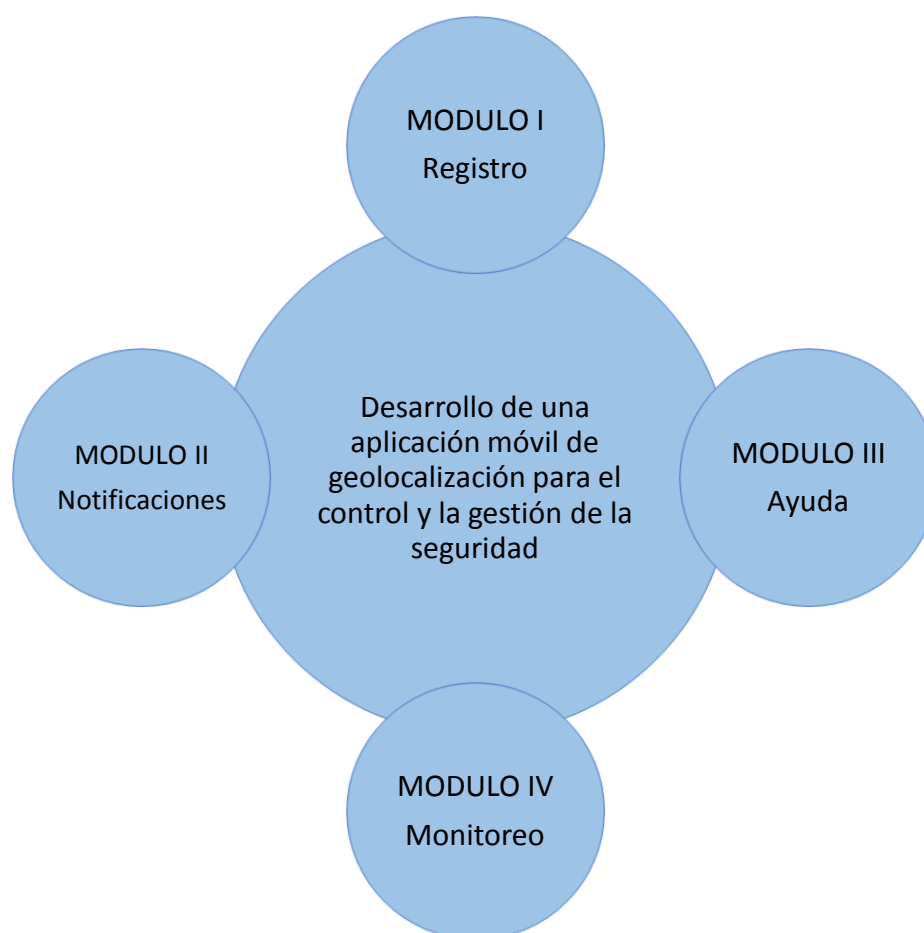 MODULO I
Registro
MODULO II
Notificaciones
Desarrollo de una
aplicación móvil de
geolocalización para el
control y la gestión de la
seguridad
MODULO III
Ayuda
MODULO IV
Monitoreo